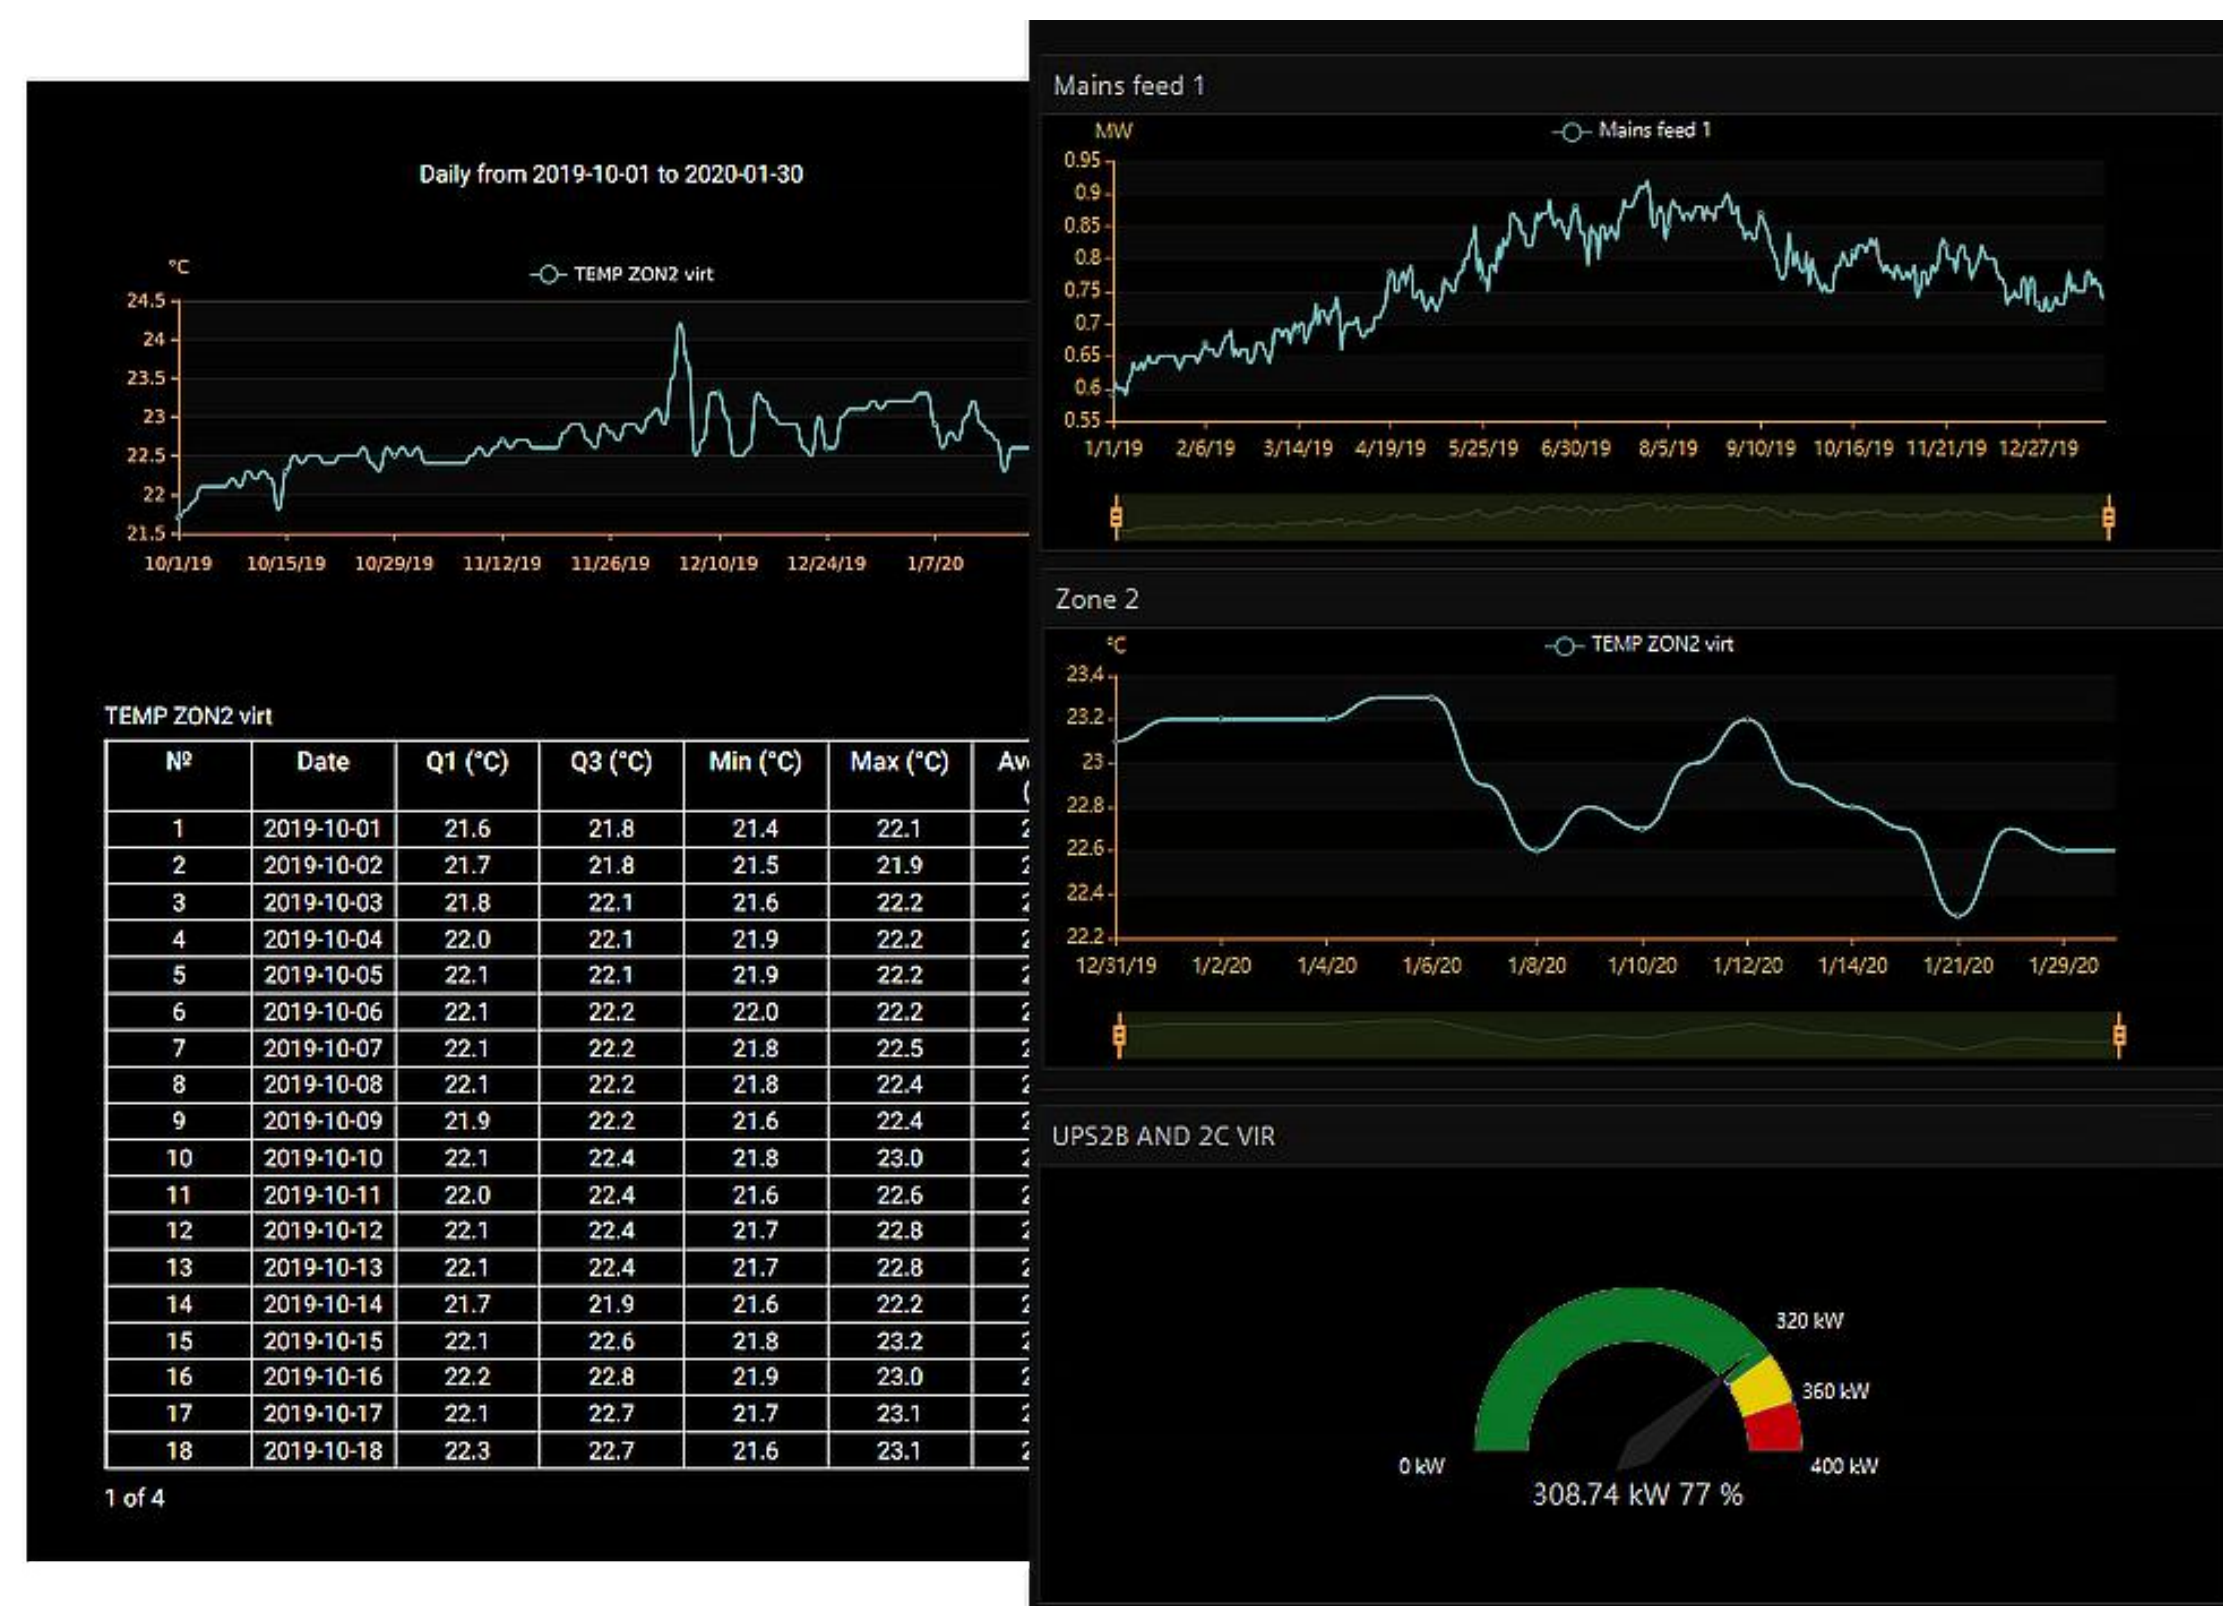 Daily from 2019-10-01 to 2020-01-30
°C
TEMP ZON2 virt
24.5
24
23.5
23
22.5
22
21.5
10/1/19 10/15/19 10/29/19 11/12/19 11/26/19 12/10/19 12/24/19 1/7/20
TEMP ZON2 virt
Nº Date Q1 (°C) Q3 (°C) Min (°C) Max (°C)
1 2019-10-01 21.6 21.8 21.4 22.1
2 2019-10-02 21.7 21.8 21.5 21.9
3 2019-10-03 21.8 22.1 21.6 22.2
4 2019-10-04 22.0 22.1 21.9 22.2
5 2019-10-05 22.1 22.1 21.9 22.2
6 2019-10-06 22.1 22.2 22.0 22.2
7 2019-10-07 22.1 22.2 21.8 22.5
8 2019-10-08 22.1 22.2 21.8 22.4
9 2019-10-09 21.9 22.2 21.6 22.4
10 2019-10-10 22.1 22.4 21.8 23.0
11 2019-10-11 22.0 22.4 21.6 22.6
12 2019-10-12 22.1 22.4 21.7 22.8
13 2019-10-13 22.1 22.4 21.7 22.8
14 2019-10-14 21.7 21.9 21.6 22.2
15 2019-10-15 22.1 22.6 21.8 23.2
16 2019-10-16 22.2 22.8 21.9 23.0
17 2019-10-17 22.1 22.7 21.7 23.1
18 2019-10-18 22.3 22.7 21.6 23.1
1 of 4
Mains feed 1
MW
Mains feed 1
0.95
0.9
0.85
0.8
0.75
0.7
0.65
0.6
0.55
1/1/19 2/6/19 3/14/19 4/19/19 5/25/19 6/30/19 8/5/19 9/10/19 10/16/19 11/21/19 12/27/19
Zone 2
°C
TEMP ZON2 virt
23.4
23.2
23
22.8
22.6
22.4
22.2
12/31/19 1/2/20 1/4/20 1/6/20 1/8/20 1/10/20 1/12/20 1/14/20 1/21/20 1/29/20
UPS2B AND 2C VIR
320 kW
360 kW
0 kW
400 kW
308.74 kW 77 %